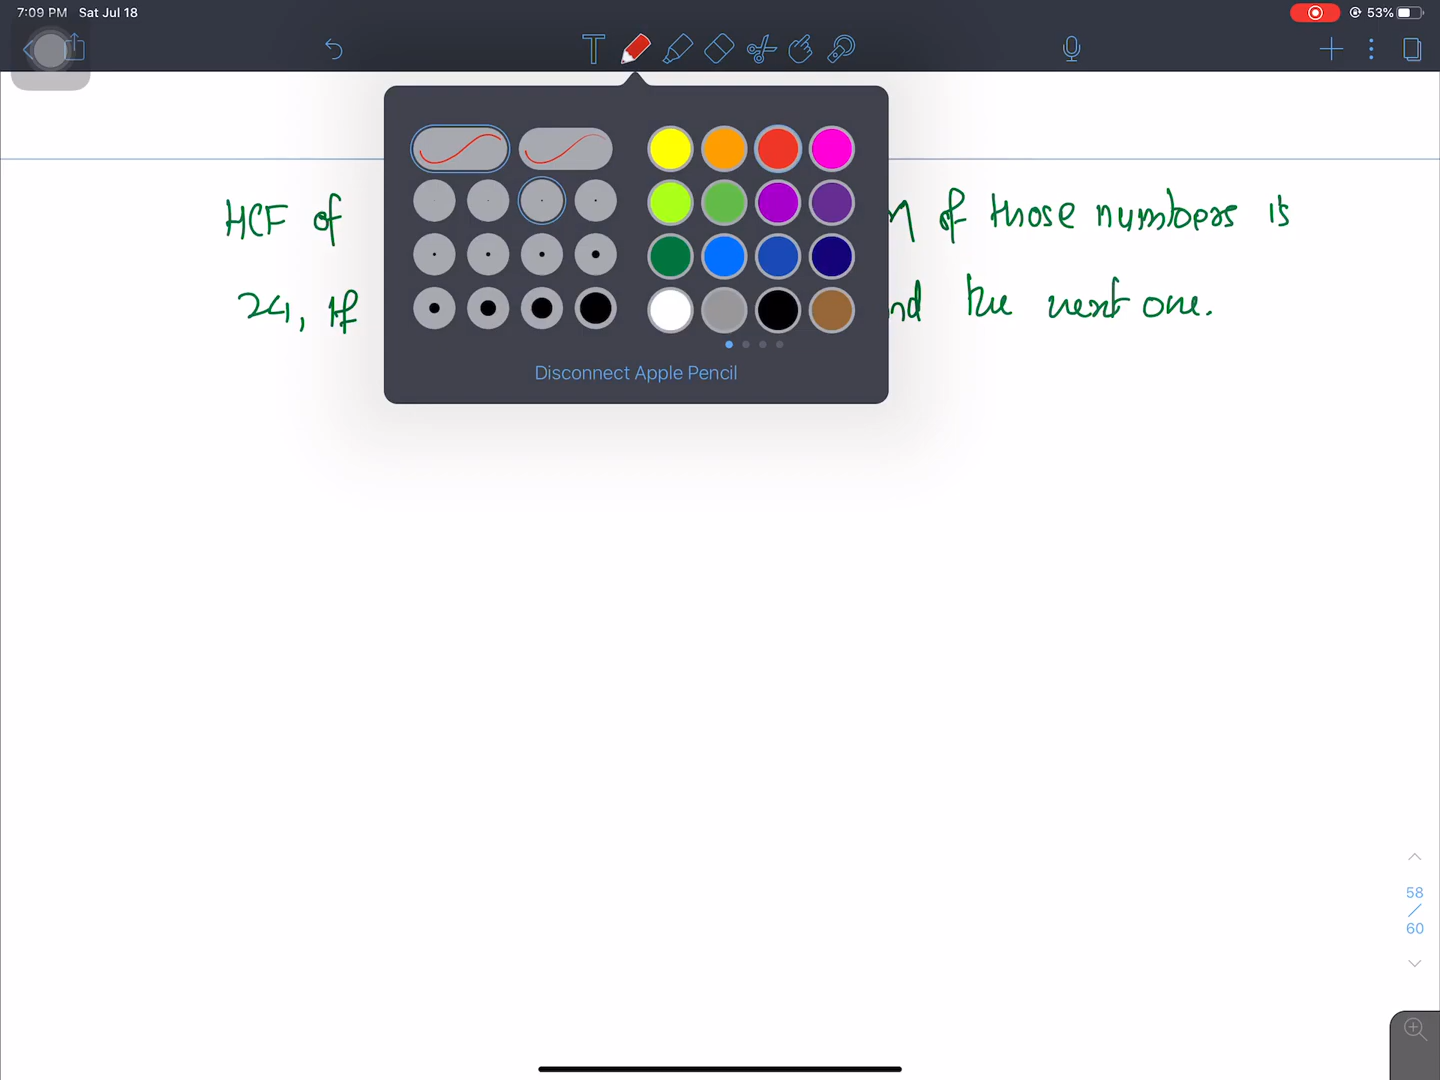 7:09 PM Sat Jul 18 53%
T
HCF of of those numbers is
24, if the next one.
Disconnect Apple Pencil
58
/
60